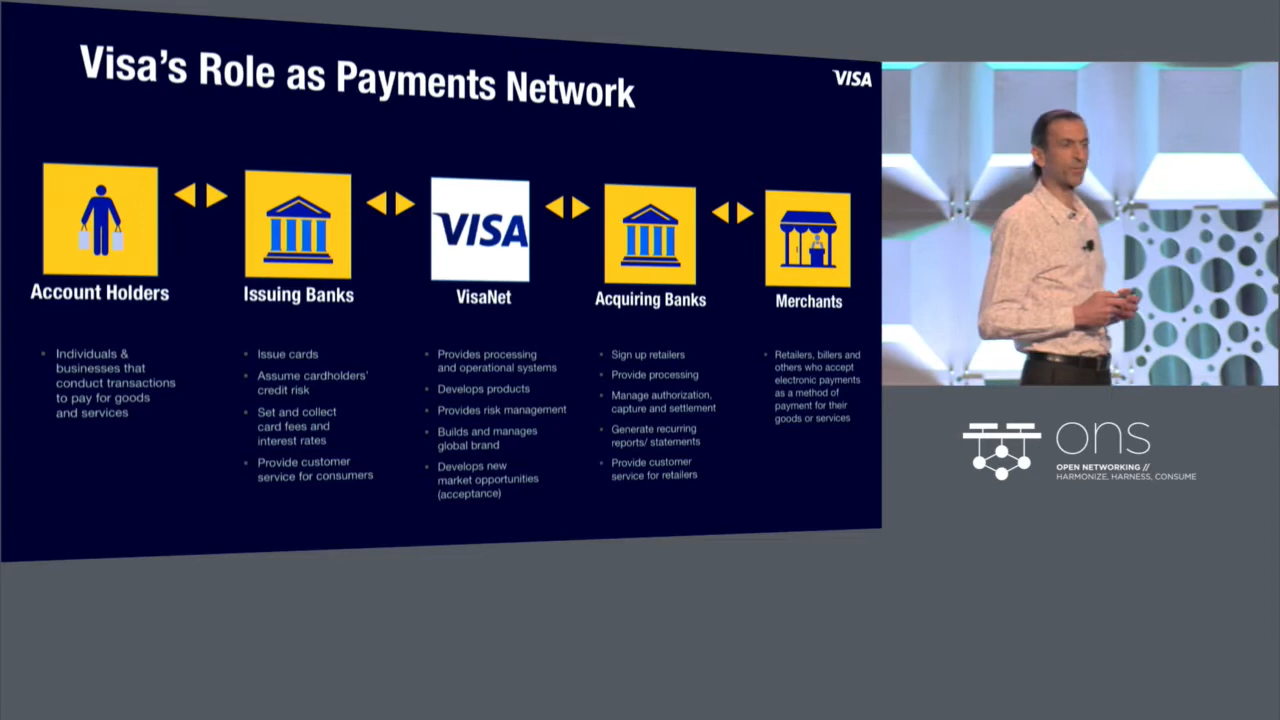 Visa's Role as Payments Network
VISA
VISA
Account Holders
Issuing Banks
VisaNet
Acquiring Banks
Merchants
Individuals &
businesses that
conduct transactions
to pay for goods
and services
Issue cards
Assume cardholders'
credit risk
Set and collect
card fees and
interest rates
Provide customer
service for consumers
Provides processing
and operational systems
Develops products
Provides risk management
Builds and manages
global brand
Develops new
market opportunities
(acceptance)
Sign up retailers
Provide processing
Manage authorization,
capture and settlement
Generate recurring
reports/ statements
Provide customer
service for retailers
Retailers, billers and
others who accept
electronic payments
as a method of
payment for their
goods or services
ons
OPEN NETWORKING //
HARMONIZE, HARNESS, CONSUME